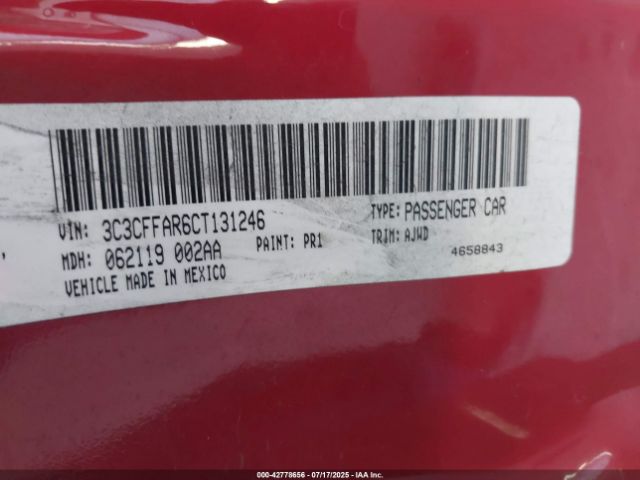 VIN: 3C3CFFAR6CT131246
TYPE: PASSENGER CAR
MDH: 062119 002AA
PAINT: PR1
TRIM: AJWD
VEHICLE MADE IN MEXICO
4658843
000-42778656 - 07/17/2025 - IAA Inc.